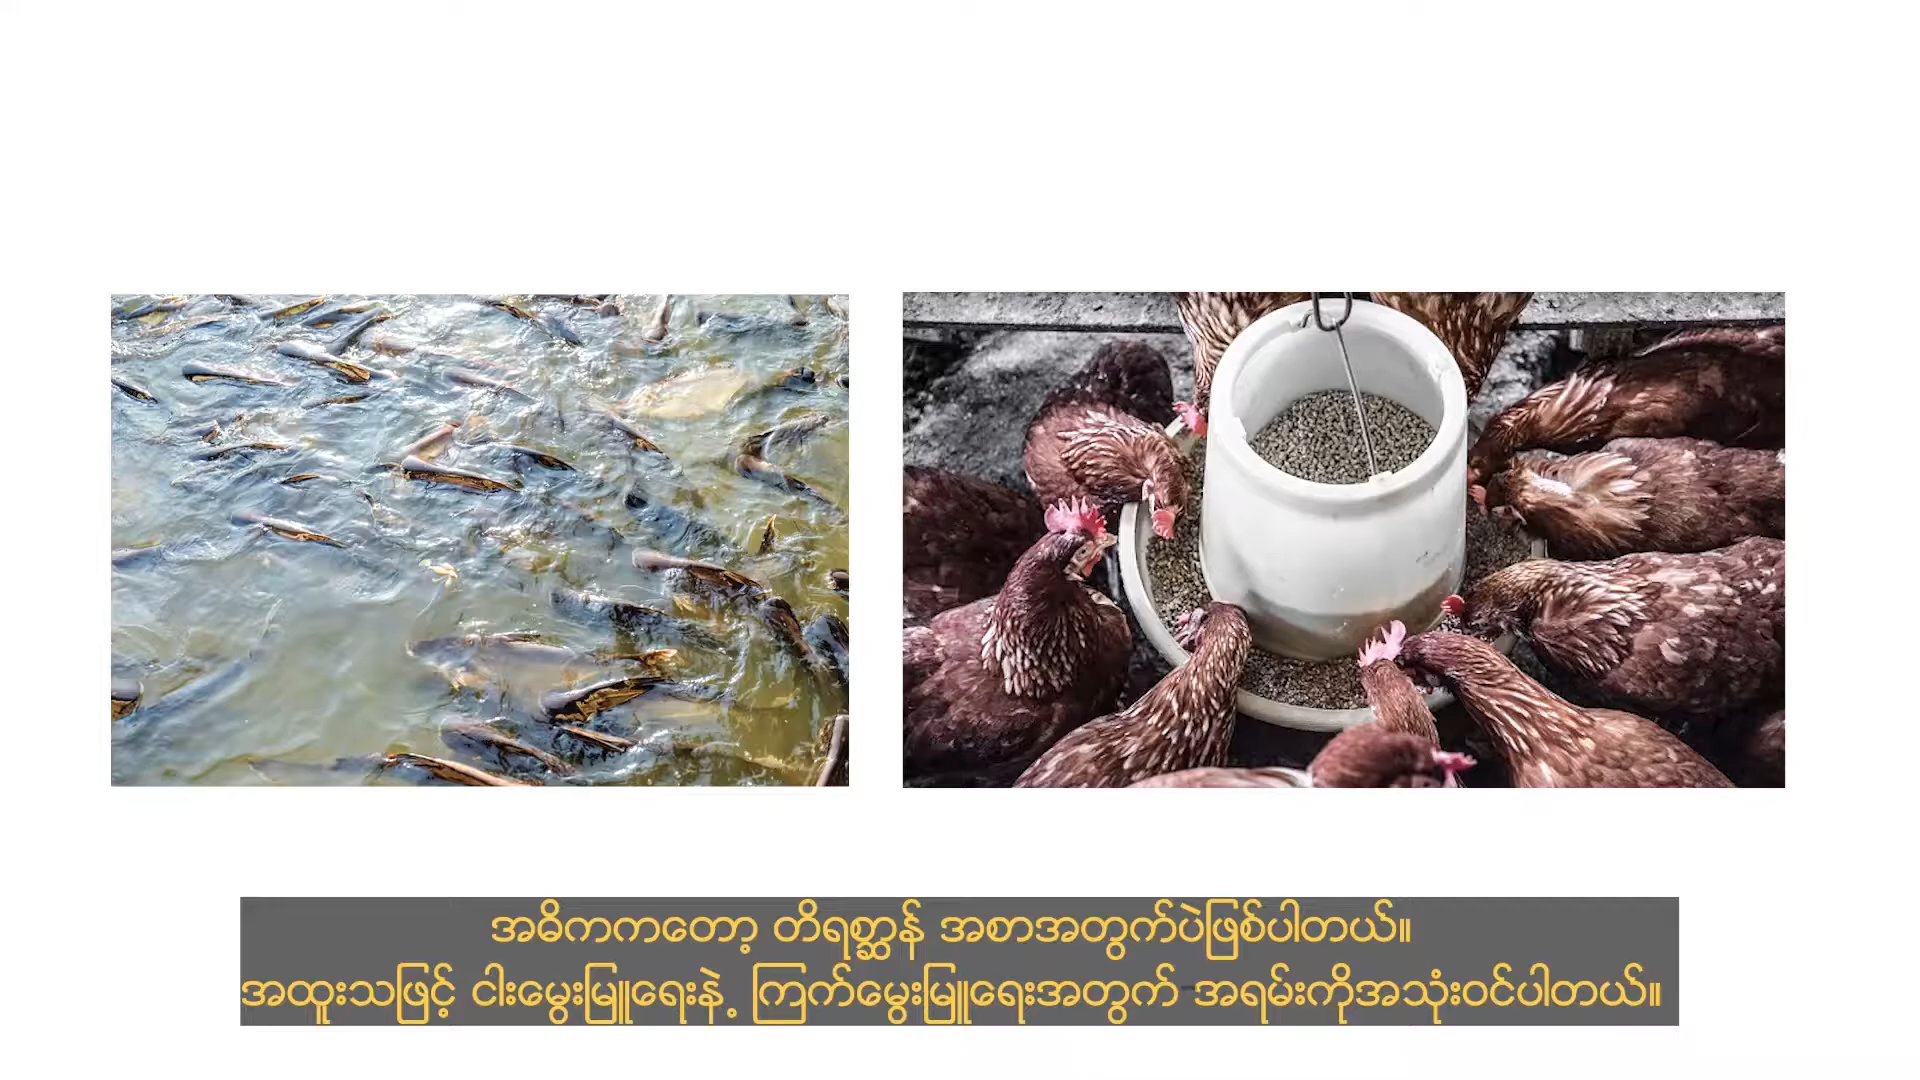 အဓိကကတော့ တိရစ္ဆာန် အစာအတွက်ပဲဖြစ်ပါတယ်။
အထူးသဖြင့် ငါးမွေးမြူရေးနဲ့ ကြက်မွေးမြူရေးအတွက် အရမ်းကိုအသုံးဝင်ပါတယ်။